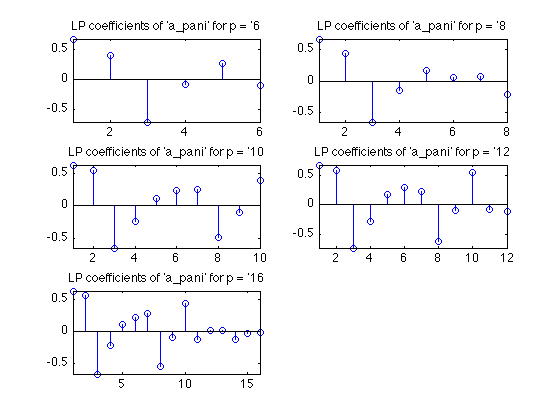 LP coefficients of 'a_pani' for p = '6
0.5
0
-0.5
2 4 6
LP coefficients of 'a_pani' for p = '8
0.5
0
-0.5
2 4 6 8
LP coefficients of 'a_pani' for p = '10
0.5
0
-0.5
2 4 6 8 10
LP coefficients of 'a_pani' for p = '12
0.5
0
-0.5
2 4 6 8 10 12
LP coefficients of 'a_pani' for p = '16
0.5
0
-0.5
5 10 15